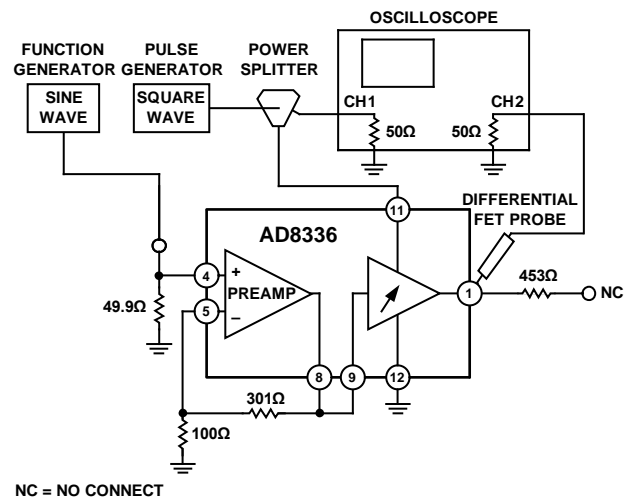 OSCILLOSCOPE
FUNCTION
GENERATOR
PULSE
GENERATOR
POWER
SPLITTER
SINE
WAVE
SQUARE
WAVE
CH1
CH2
50Ω
50Ω
DIFFERENTIAL
FET PROBE
11
AD8336
453Ω
4
+
PREAMP
1
NC
49.9Ω
5
–
8
9
12
301Ω
100Ω
NC = NO CONNECT